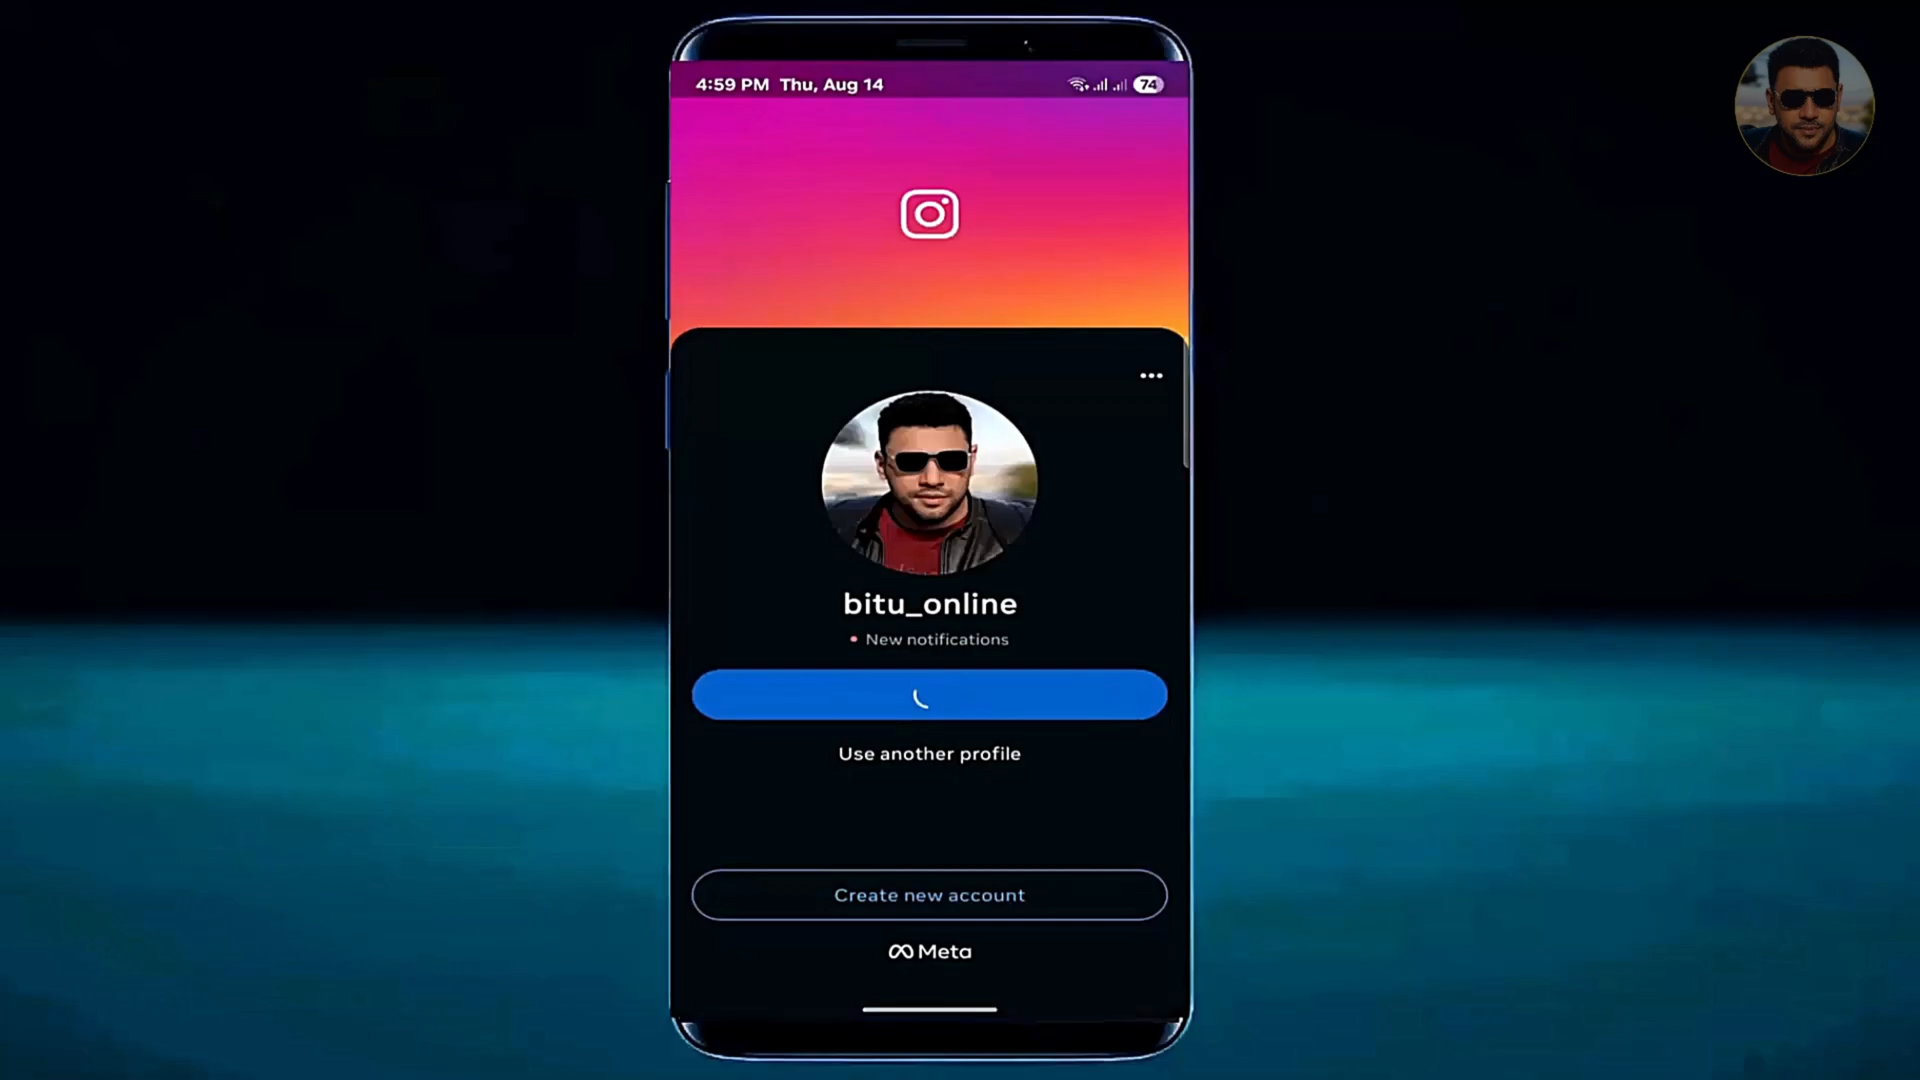 4:59 PM Thu, Aug 14
74
bitu_online
New notifications
Use another profile
Create new account
Meta